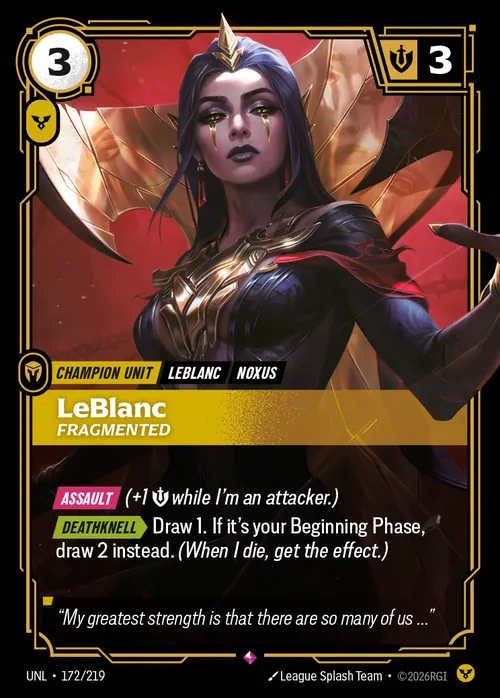 3
3
CHAMPION UNIT LEBLANC NOXUS
LeBlanc
FRAGMENTED
ASSAULT (+1 while I'm an attacker.)
DEATHKNELL Draw 1. If it's your Beginning Phase,
draw 2 instead. (When I die, get the effect.)
“My greatest strength is that there are so many of us ...”
UNL • 172/219
League Splash Team • ©2026RGI